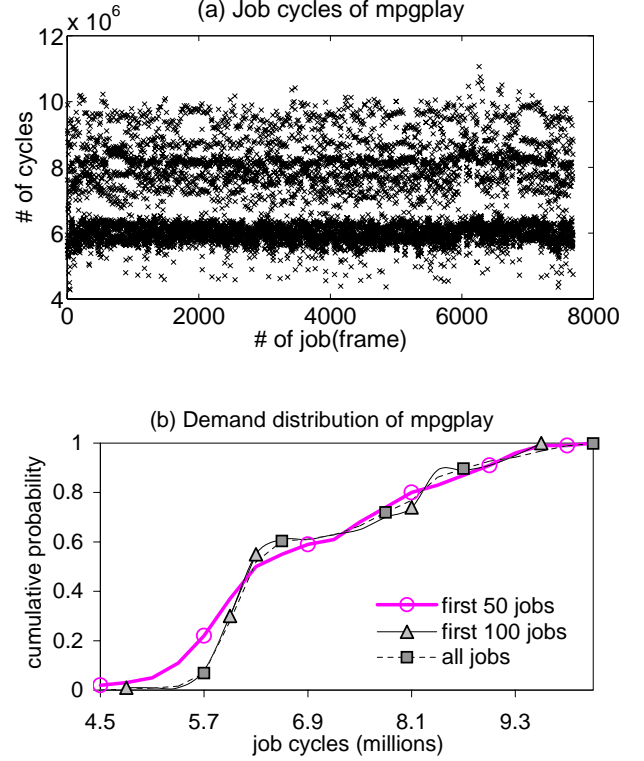 (a) Job cycles of mpgplay
x 10^6
12
10
8
6
4
# of cycles
0 2000 4000 6000 8000
# of job(frame)
(b) Demand distribution of mpgplay
1
0.8
0.6
0.4
0.2
0
cumulative probability
first 50 jobs
first 100 jobs
all jobs
4.5 5.7 6.9 8.1 9.3
job cycles (millions)